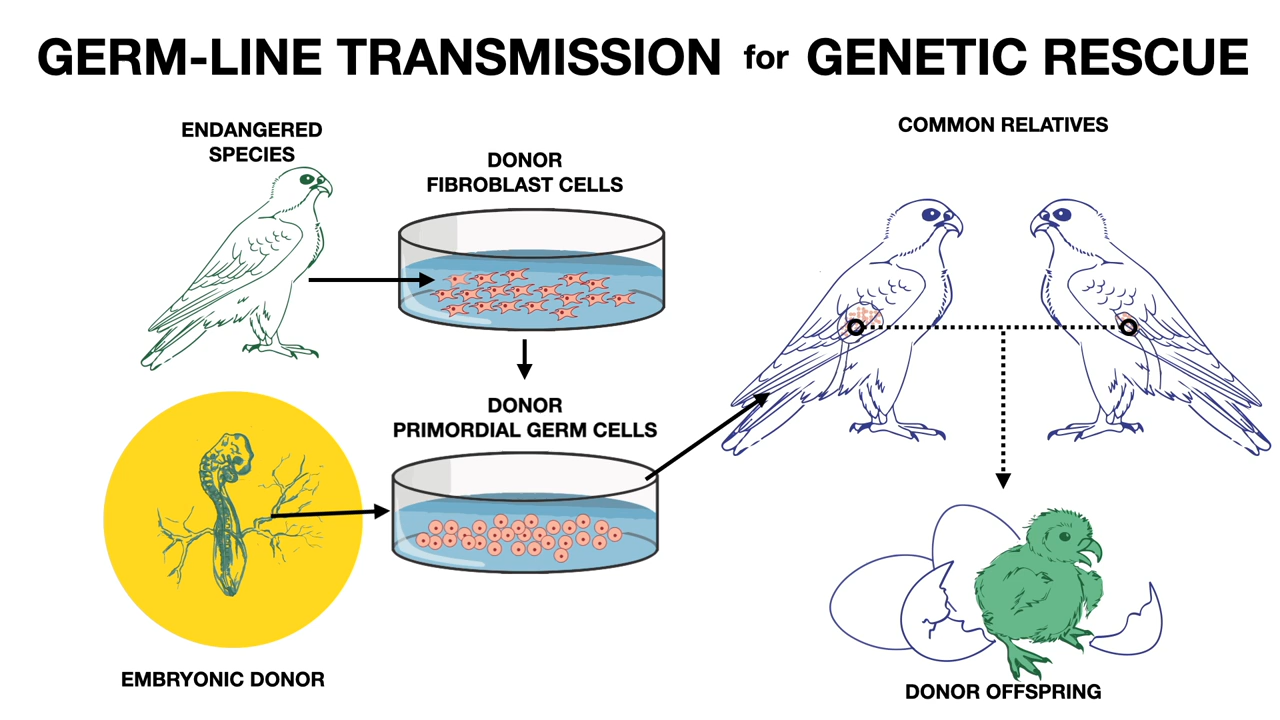 GERM-LINE TRANSMISSION for GENETIC RESCUE
ENDANGERED
SPECIES
DONOR
FIBROBLAST CELLS
COMMON RELATIVES
DONOR
PRIMORDIAL GERM CELLS
EMBRYONIC DONOR
DONOR OFFSPRING